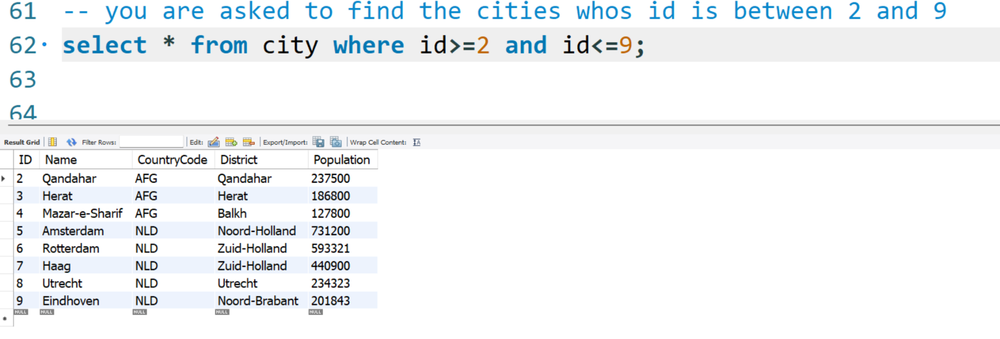 61 -- you are asked to find the cities whos id is between 2 and 9
62 select * from city where id>=2 and id<=9;
63
64
Result Grid Filter Rows: Edit: Export/Import: Wrap Cell Content:
ID Name CountryCode District Population
2 Qandahar AFG Qandahar 237500
3 Herat AFG Herat 186800
4 Mazar-e-Sharif AFG Balkh 127800
5 Amsterdam NLD Noord-Holland 731200
6 Rotterdam NLD Zuid-Holland 593321
7 Haag NLD Zuid-Holland 440900
8 Utrecht NLD Utrecht 234323
9 Eindhoven NLD Noord-Brabant 201843
NULL NULL NULL NULL NULL